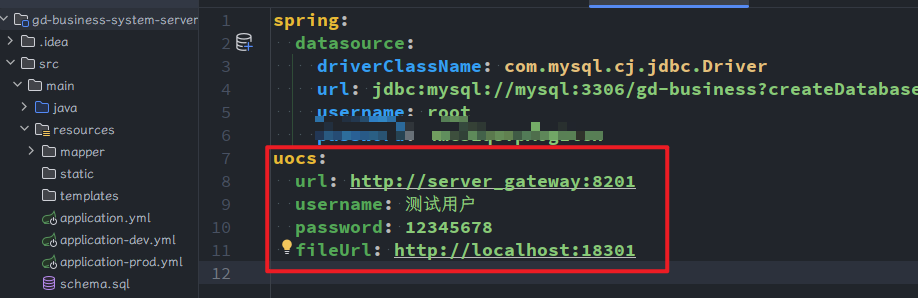 gd-business-system-server
.idea
src
main
java
resources
mapper
static
templates
application.yml
application-dev.yml
application-prod.yml
schema.sql
1 spring:
2 datasource:
3 driverClassName: com.mysql.cj.jdbc.Driver
4 url: jdbc:mysql://mysql:3306/gd-business?createDatabase
5 username: root
6
7 uocs:
8 url: http://server_gateway:8201
9 username: 测试用户
10 password: 12345678
11 fileUrl: http://localhost:18301
12